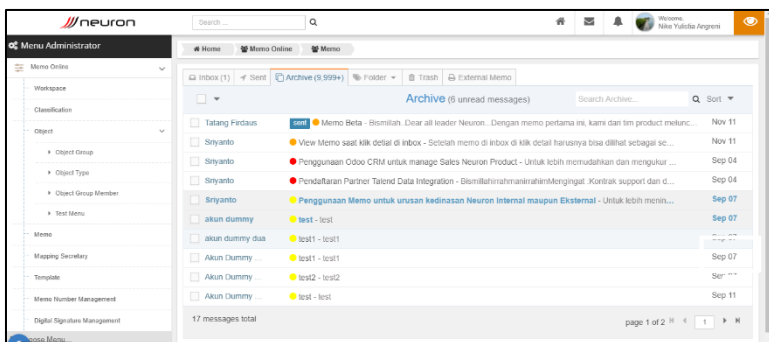 neuron
Search ...
Welcome,
Nike Yulistia Angreni
Menu Administrator
Home
Memo Online
Memo
Memo Online
Workspace
Classification
Object
Object Group
Object Type
Object Group Member
Test Menu
Memo
Mapping Secretary
Template
Memo Number Management
Digital Signature Management
Inbox (1)
Sent
Archive (9,999+)
Folder
Trash
External Memo
Archive (6 unread messages)
Search Archive...
Sort
Tatang Firdaus sent Memo Beta - Bismillah..Dear all leader Neuron...Dengan memo pertama ini, kami dan tim product melunc... Nov 11
Sriyanto View Memo saat klik detial di inbox - Setelah memo di inbox di klik detail harusnya bisa dilihat sebagai se... Nov 11
Sriyanto Penggunaan Odoo CRM untuk manage Sales Neuron Product - Untuk lebih memudahkan dan mengukur ... Sep 04
Sriyanto Pendaftaran Partner Talend Data Integration - BismillahirrahmanirrahimMengingat ,Kontrak support dan d... Sep 04
Sriyanto Penggunaan Memo untuk urusan kedinasan Neuron Internal maupun Eksternal - Untuk lebih menin... Sep 07
akun dummy test - test Sep 07
akun dummy dua test1 - test1
Akun Dummy ... test1 - test1 Sep 07
Akun Dummy ... test2 - test2
Akun Dummy ... test - test Sep 11
17 messages total
page 1 of 2
1